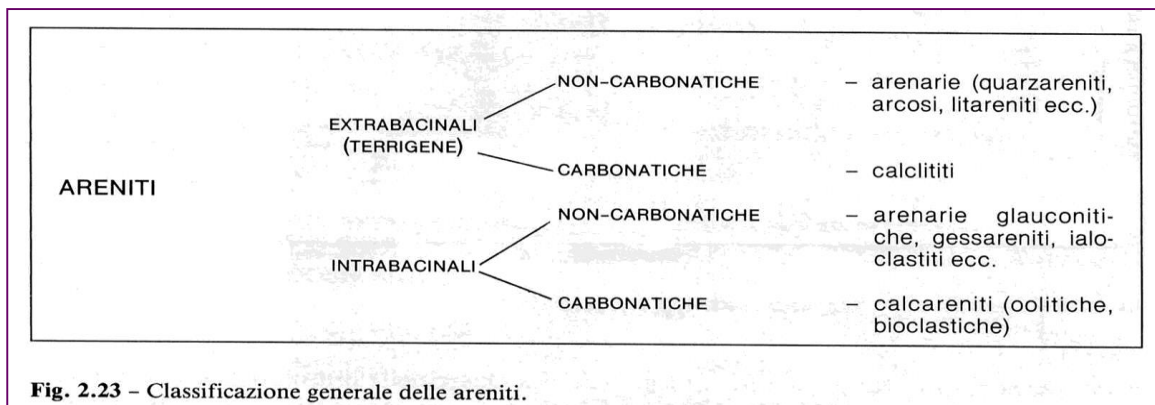 NON-CARBONATICHE – arenarie (quarzareniti,
arcosi, litareniti ecc.)
EXTRABACINALI
(TERRIGENE)
CARBONATICHE – calclititi
ARENITI
NON-CARBONATICHE – arenarie glauconiti-
che, gessareniti, ialo-
clastiti ecc.
INTRABACINALI
CARBONATICHE – calcareniti (oolitiche,
bioclastiche)
Fig. 2.23 – Classificazione generale delle areniti.